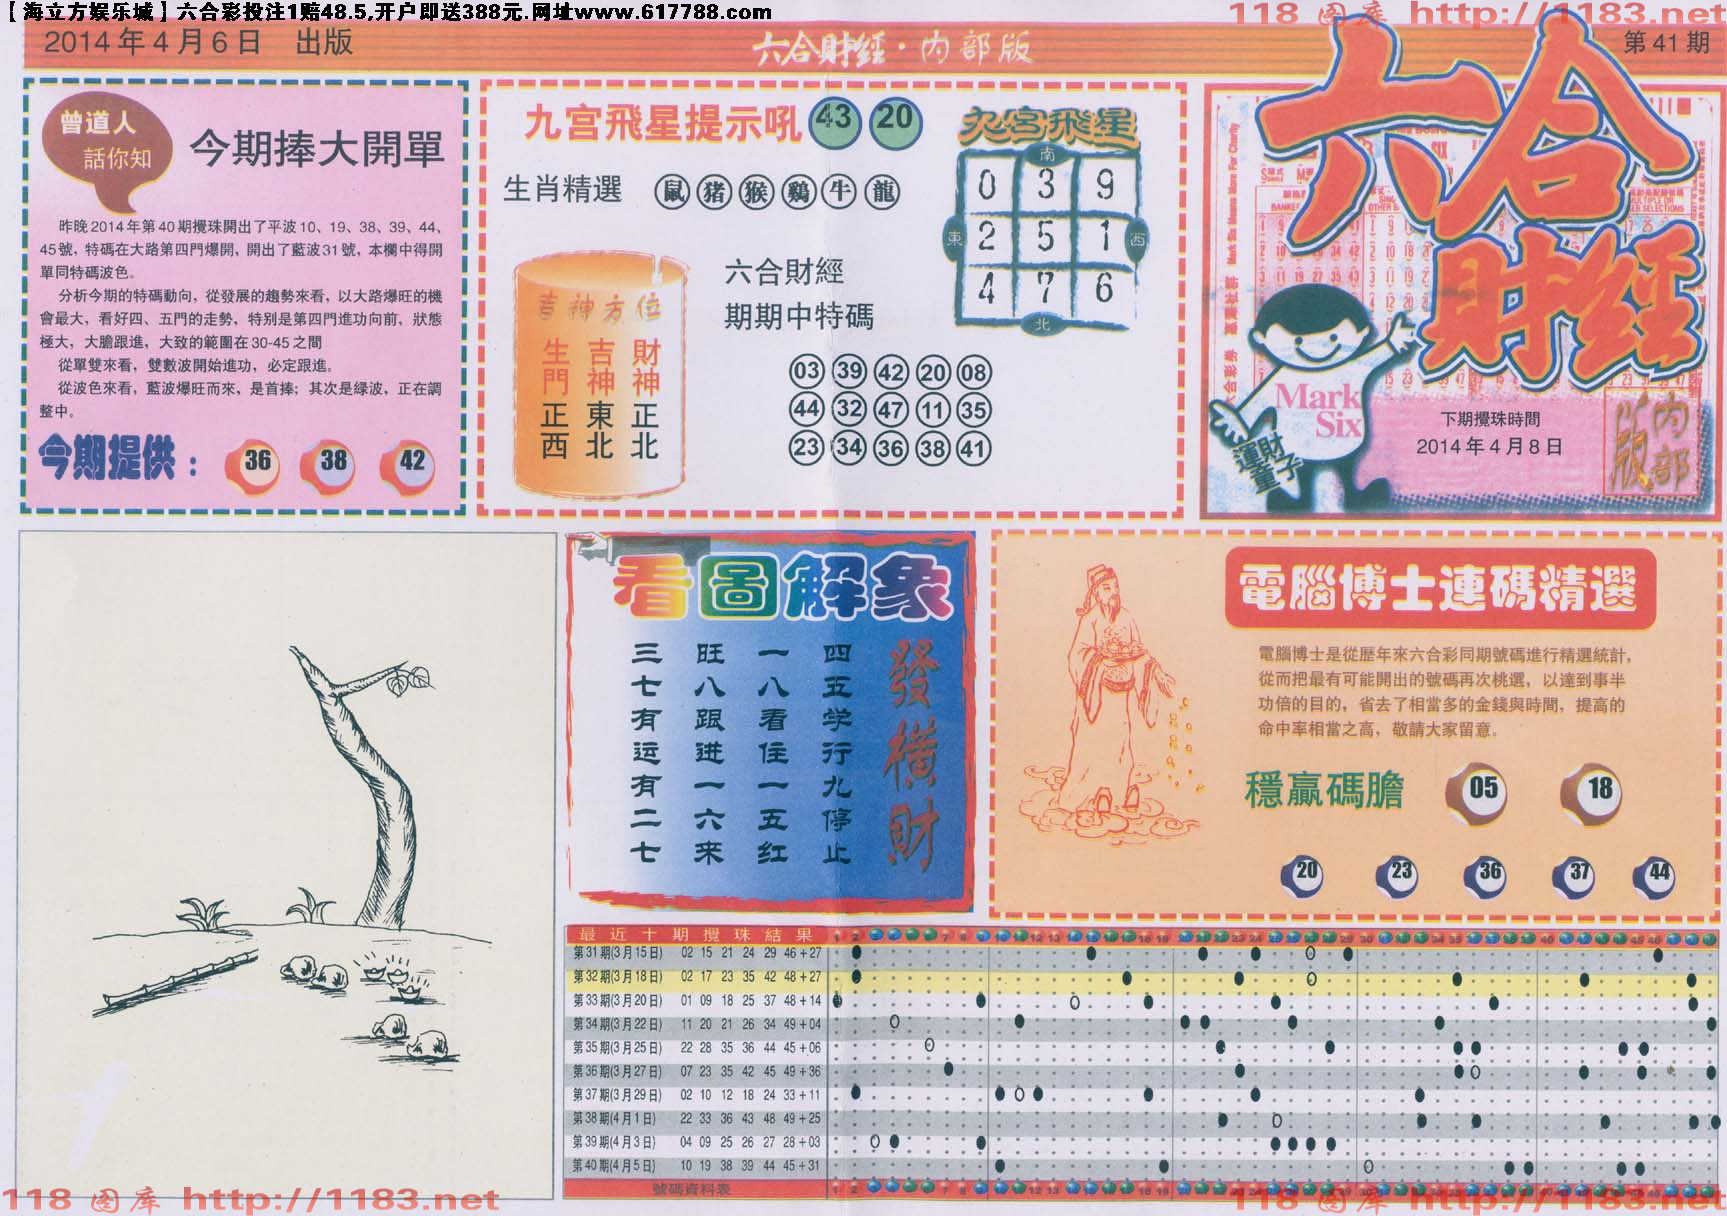 【海立方娱乐城】六合彩投注1赔48.5,开户即送388元.网址www.617788.com
118 图库 http://1183.net
2014年4月6日 出版
六合財經·内部版
第41期
曾道人
話你知
今期捧大開單
昨晚2014年第40期攪珠開出了平波10、19、38、39、44、
45號，特碼在大路第四門爆開，開出了藍波31號，本欄中得開
單同特碼波色。
分析今期的特碼動向，從發展的趨勢來看，以大路爆旺的機
會最大，看好四、五門的走勢，特別是第四門進功向前，狀態
極大，大膽跟進，大致的範圍在30-45之間
從單雙來看，雙數波開始進功，必定跟進。
從波色來看，藍波爆旺而來，是首捧；其次是绿波，正在調
整中。
今期提供：
36 38 42
九宫飛星提示吼 43 20
生肖精選 鼠 猪 猴 鷄 牛 龍
吉神方位
生門 正西
吉神 東北
財神 正北
六合財經
期期中特碼
03 39 42 20 08
44 32 47 11 35
23 34 36 38 41
九宫飛星
南
0 3 9
東 2 5 1 西
4 7 6
北
六合
財經
Mark
Six
運財
童子
下期攪珠時間
2014年4月8日
内部
版
看圖解象
發橫財
四五学行九停止
一八看住一五红
旺八跟进一六来
三七有运有二七
電腦博士連碼精選
電腦博士是從歷年來六合彩同期號碼進行精選統計，
從而把最有可能開出的號碼再次桃選，以達到事半
功倍的目的，省去了相當多的金錢與時間，提高的
命中率相當之高，敬請大家留意。
穩贏碼膽 05 18
20 23 36 37 44
最近十期攪珠結果
第31期(3月15日) 02 15 21 24 29 46+27
第32期(3月18日) 02 17 23 35 42 48+27
第33期(3月20日) 01 09 18 25 37 48+14
第34期(3月22日) 11 20 21 26 34 49+04
第35期(3月25日) 22 28 35 36 44 45+06
第36期(3月27日) 07 23 35 42 45 49+36
第37期(3月29日) 02 10 12 18 24 33+11
第38期(4月1日) 22 33 36 43 48 49+25
第39期(4月3日) 04 09 25 26 27 28+03
第40期(4月5日) 10 19 38 39 44 45+31
號碼資料表
118 图库 http://1183.net
118 图库 http://1183.net